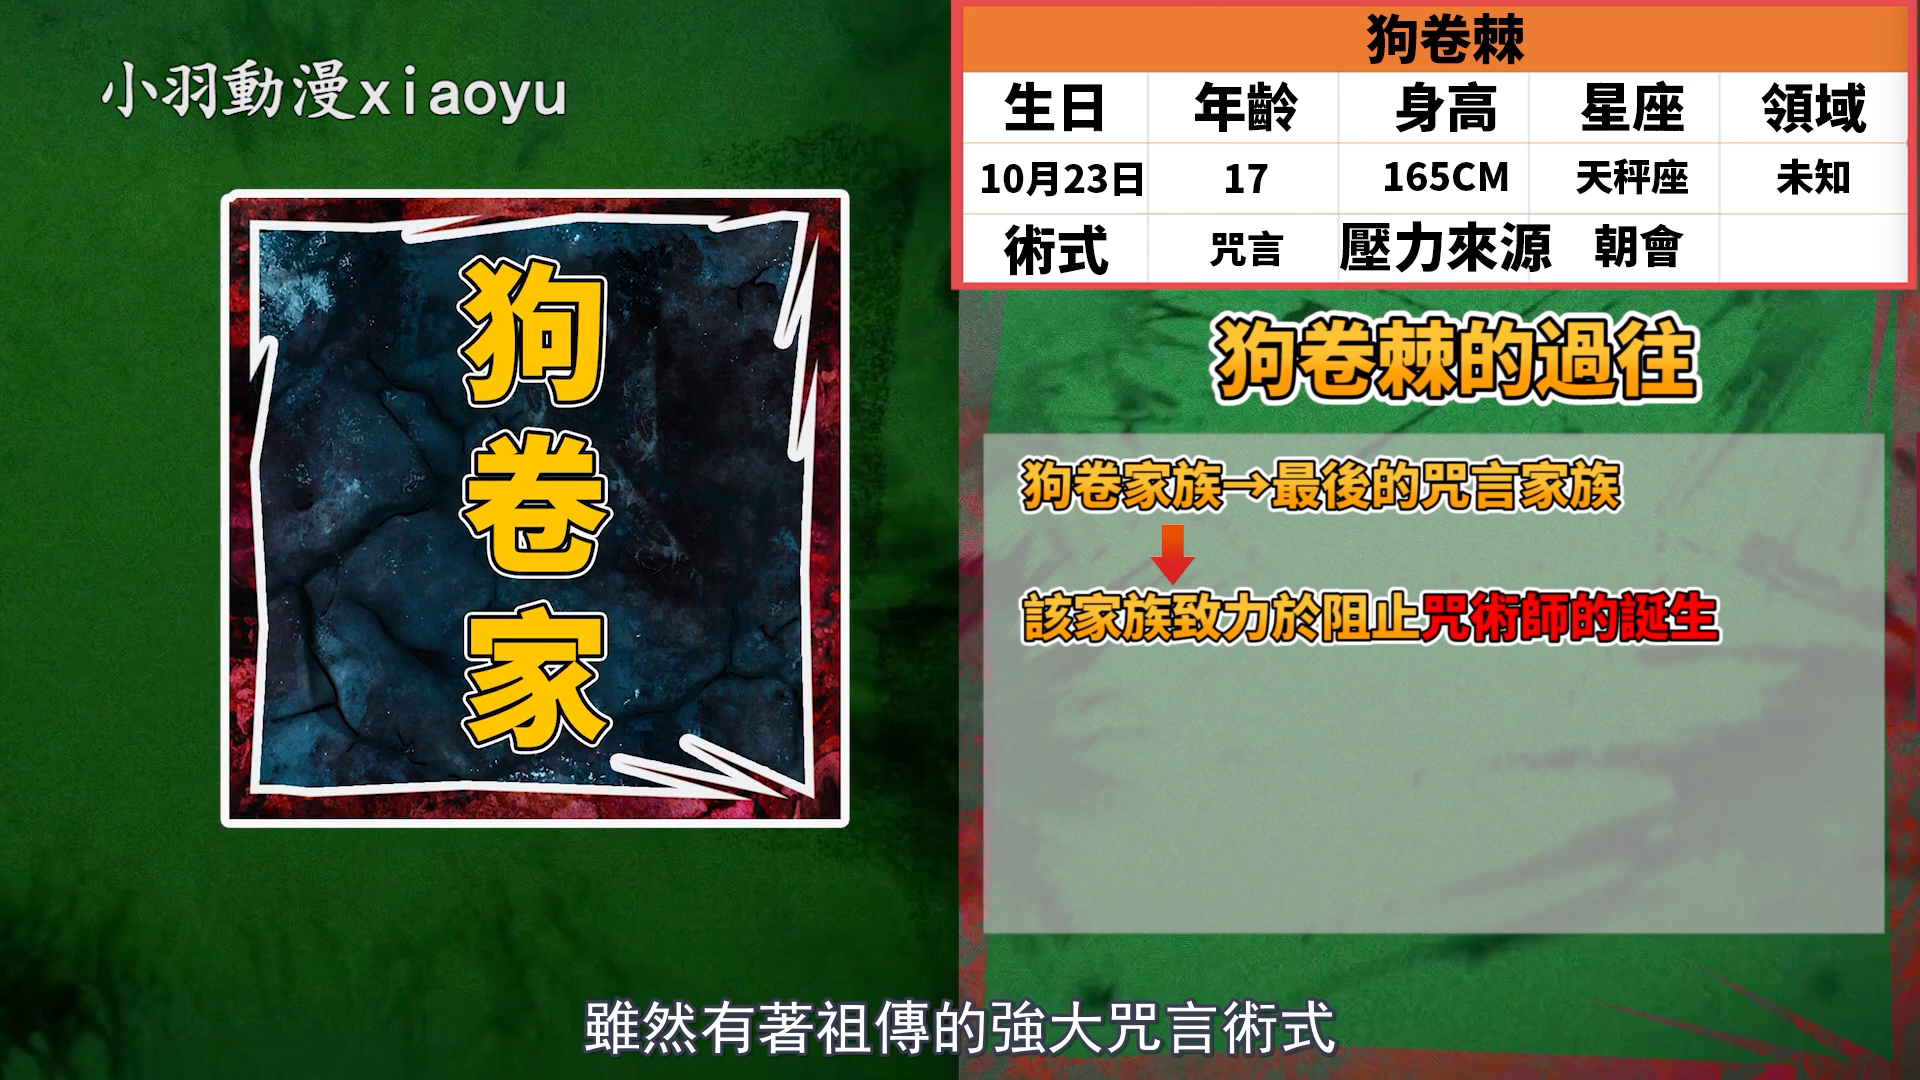 小羽動漫xiaoyu
狗卷家
狗卷棘
生日 年齡 身高 星座 領域
10月23日 17 165CM 天秤座 未知
術式 咒言 壓力來源 朝會
狗卷棘的過往
狗卷家族→最後的咒言家族
該家族致力於阻止咒術師的誕生
雖然有著祖傳的強大咒言術式